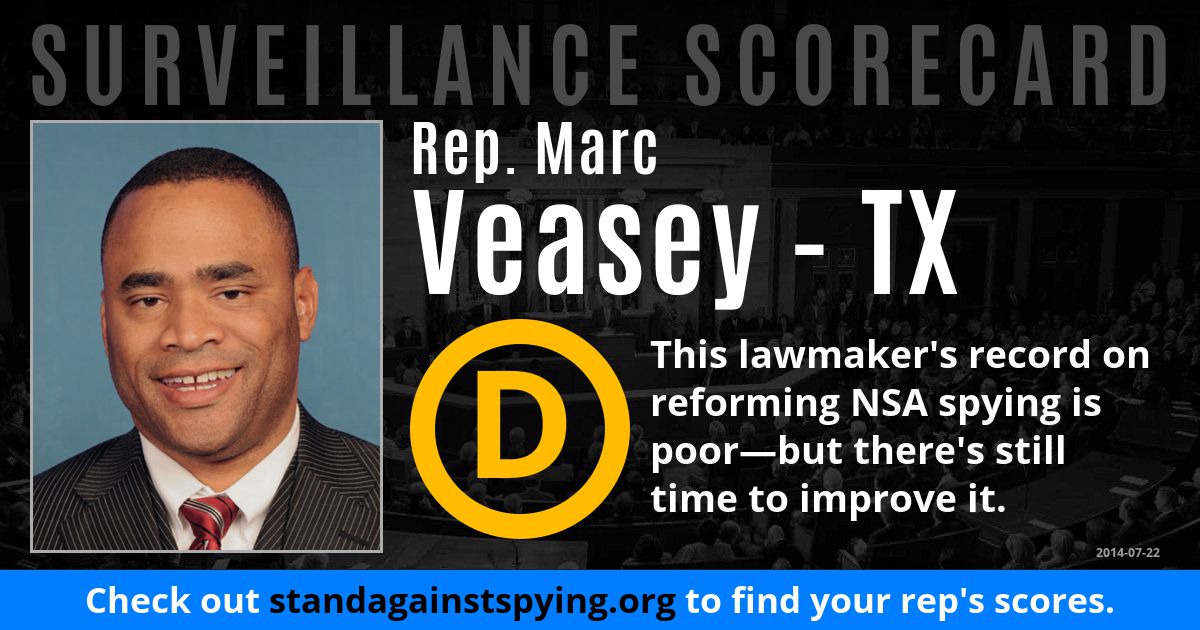 SURVEILLANCE SCORECARD
Rep. Marc
Veasey - TX
D
This lawmaker's record on
reforming NSA spying is
poor—but there's still
time to improve it.
2014-07-22
Check out standagainstspying.org to find your rep's scores.